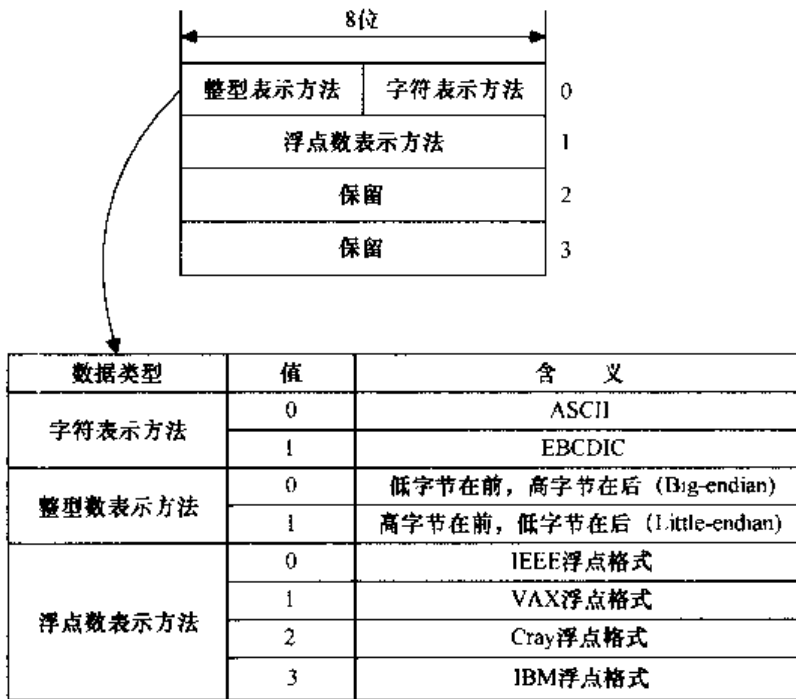 8位
整型表示方法 字符表示方法 0
浮点数表示方法 1
保留 2
保留 3
数据类型 值 含 义
字符表示方法 0 ASCII
1 EBCDIC
整型数表示方法 0 低字节在前，高字节在后（Big-endian)
1 高字节在前，低字节在后（Little-endian)
浮点数表示方法 0 IEEE浮点格式
1 VAX浮点格式
2 Cray浮点格式
3 IBM浮点格式